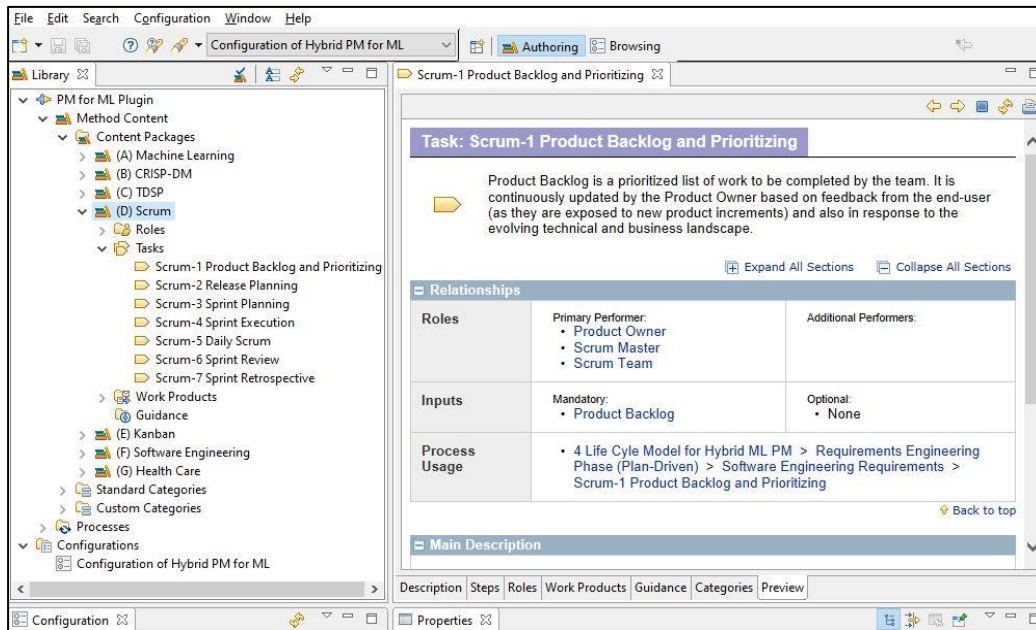 File Edit Search Configuration Window Help
Configuration of Hybrid PM for ML
Authoring
Browsing
Library
PM for ML Plugin
Method Content
Content Packages
(A) Machine Learning
(B) CRISP-DM
(C) TDSP
(D) Scrum
Roles
Tasks
Scrum-1 Product Backlog and Prioritizing
Scrum-2 Release Planning
Scrum-3 Sprint Planning
Scrum-4 Sprint Execution
Scrum-5 Daily Scrum
Scrum-6 Sprint Review
Scrum-7 Sprint Retrospective
Work Products
Guidance
(E) Kanban
(F) Software Engineering
(G) Health Care
Standard Categories
Custom Categories
Processes
Configurations
Configuration of Hybrid PM for ML
Configuration
Scrum-1 Product Backlog and Prioritizing
Task: Scrum-1 Product Backlog and Prioritizing
Product Backlog is a prioritized list of work to be completed by the team. It is
continuously updated by the Product Owner based on feedback from the end-user
(as they are exposed to new product increments) and also in response to the
evolving technical and business landscape.
Expand All Sections Collapse All Sections
Relationships
Roles
Primary Performer:
• Product Owner
• Scrum Master
• Scrum Team
Additional Performers:
Inputs
Mandatory:
• Product Backlog
Optional:
• None
Process
Usage
• 4 Life Cyle Model for Hybrid ML PM > Requirements Engineering
Phase (Plan-Driven) > Software Engineering Requirements >
Scrum-1 Product Backlog and Prioritizing
Back to top
Main Description
Description Steps Roles Work Products Guidance Categories Preview
Properties